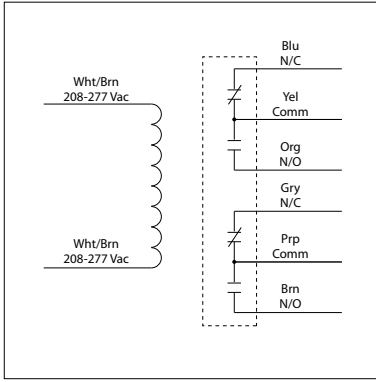 Wht/Brn
208-277 Vac
Wht/Brn
208-277 Vac
Blu
N/C
Yel
Comm
Org
N/O
Gry
N/C
Prp
Comm
Brn
N/O